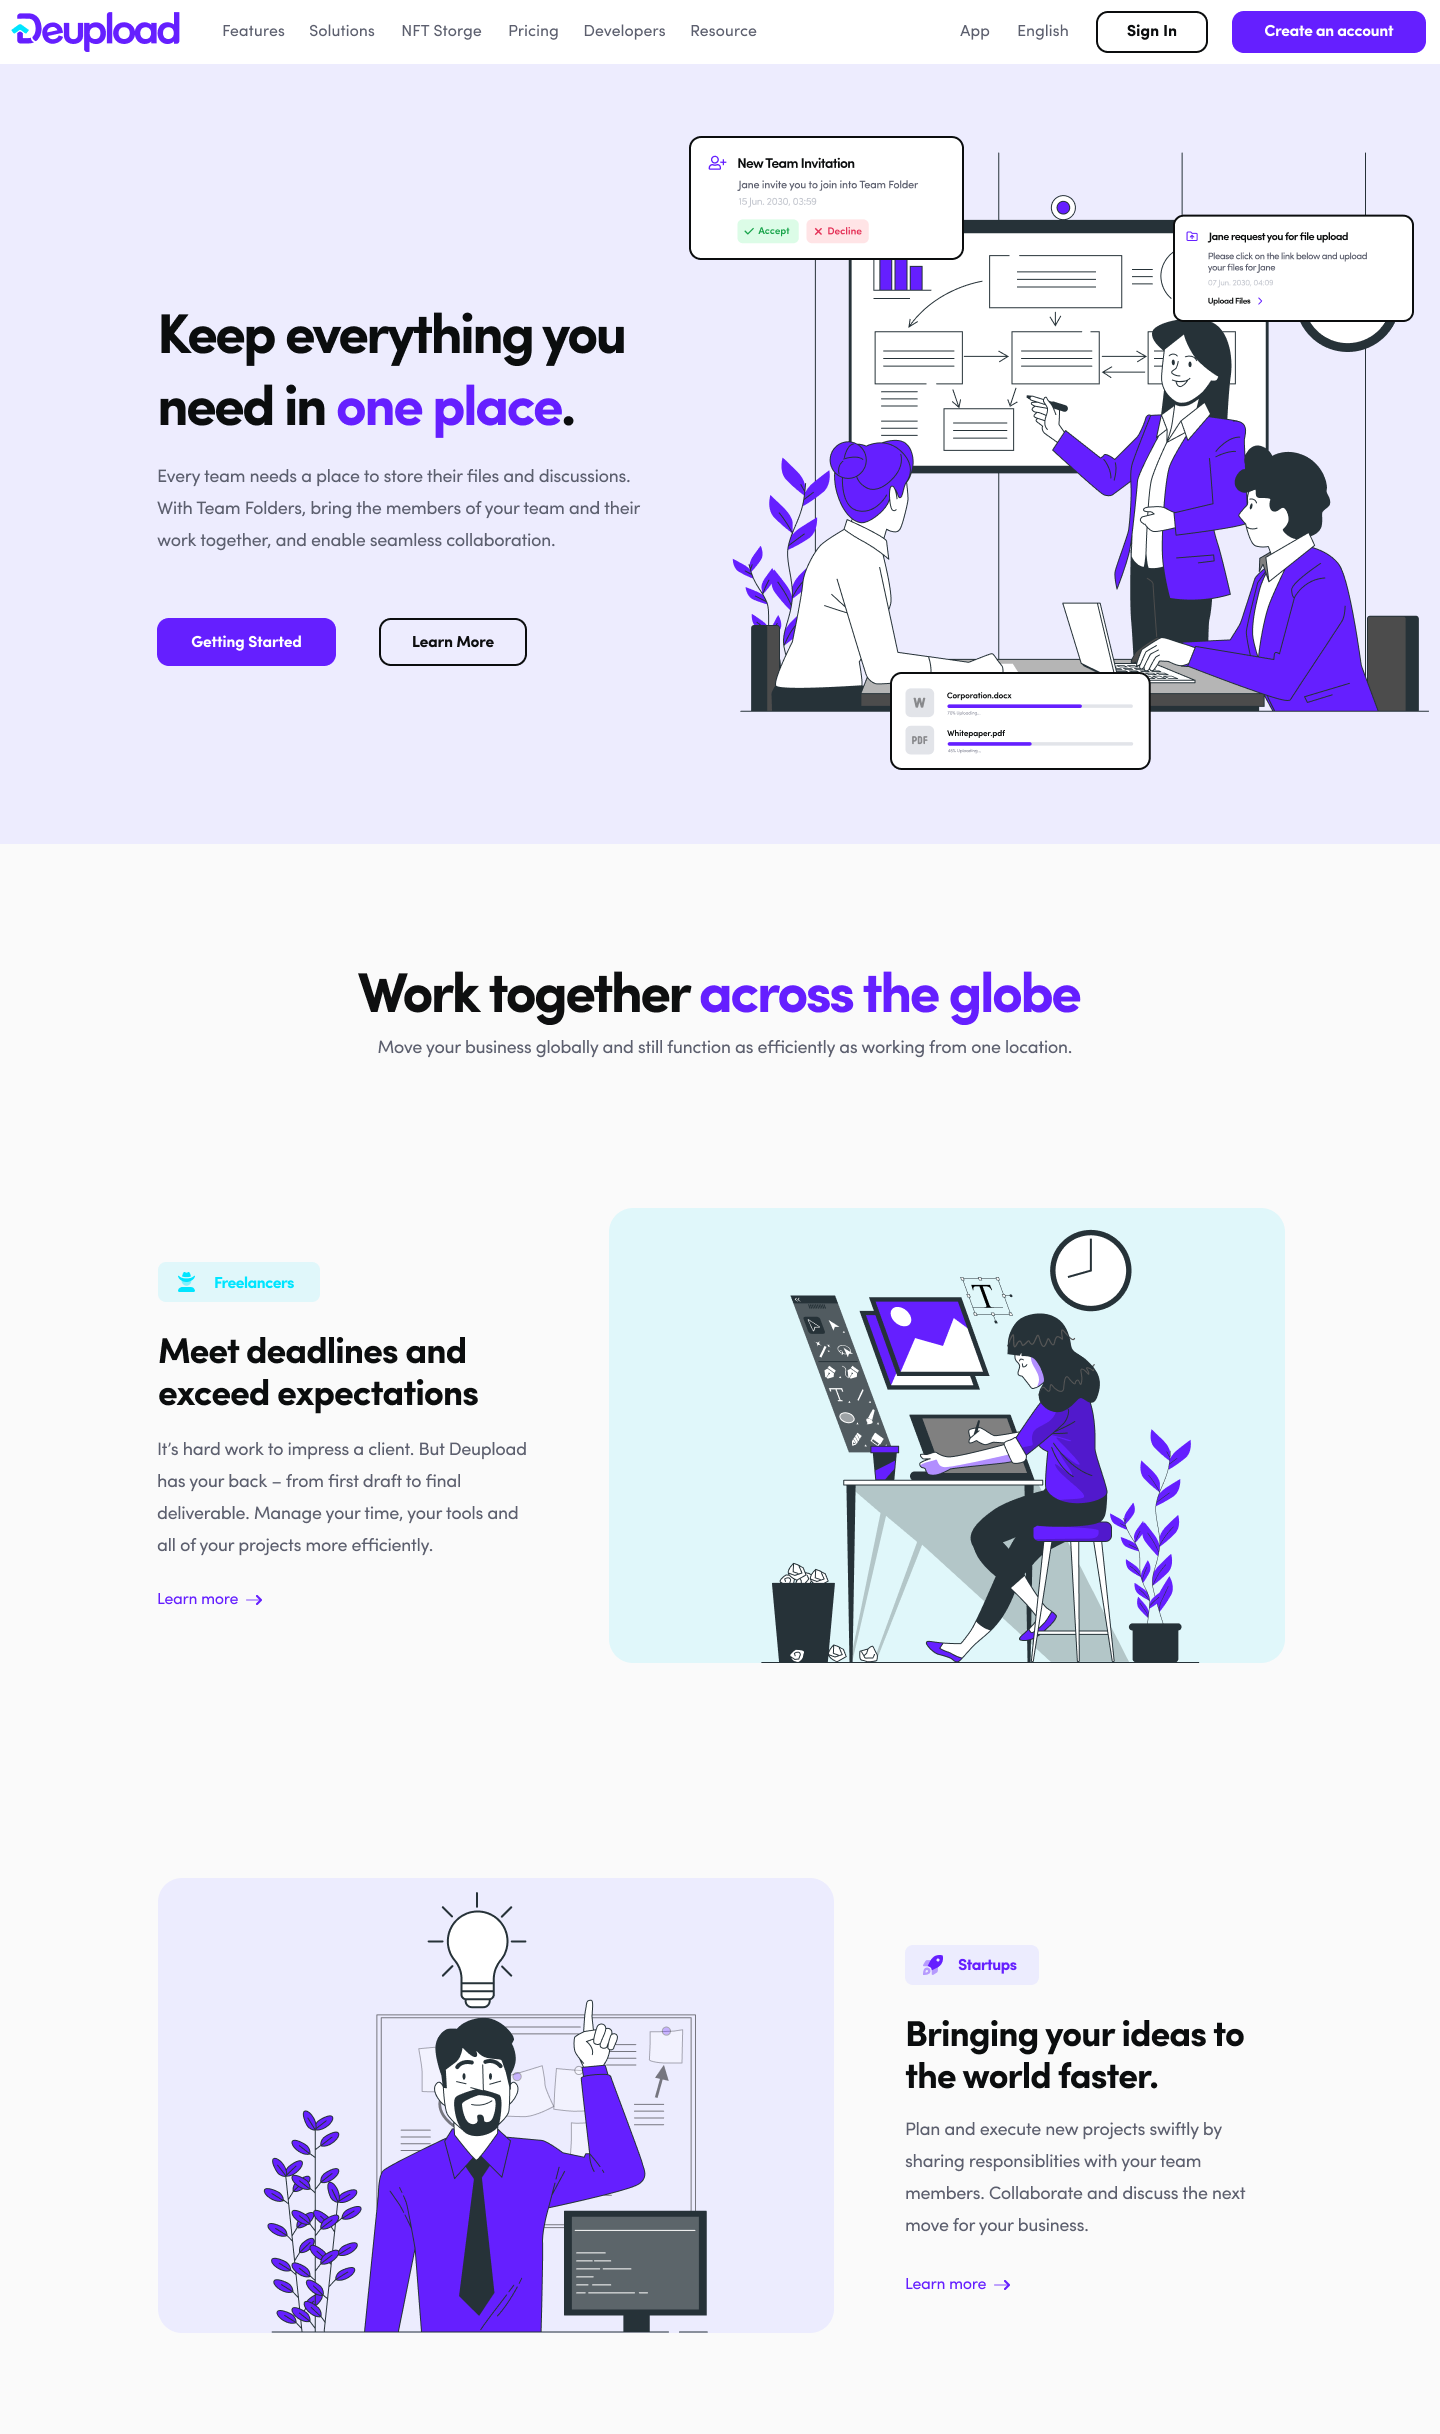 Deupload
Features Solutions NFT Storge Pricing Developers Resource App English Sign In Create an account
New Team Invitation
Jane invite you to join into Team Folder
15 Jun. 2030, 03:59
Accept Decline
Jane request you for file upload
Please click on the link below and upload
your files for Jane
07 Jun. 2030, 04:09
Upload Files
Keep everything you
need in one place.
Every team needs a place to store their files and discussions.
With Team Folders, bring the members of your team and their
work together, and enable seamless collaboration.
Getting Started Learn More
W
Corporation.docx
PDF
Whitepaper.pdf
Work together across the globe
Move your business globally and still function as efficiently as working from one location.
Freelancers
Meet deadlines and
exceed expectations
It's hard work to impress a client. But Deupload
has your back – from first draft to final
deliverable. Manage your time, your tools and
all of your projects more efficiently.
Learn more
T
T
Startups
Bringing your ideas to
the world faster.
Plan and execute new projects swiftly by
sharing responsiblities with your team
members. Collaborate and discuss the next
move for your business.
Learn more